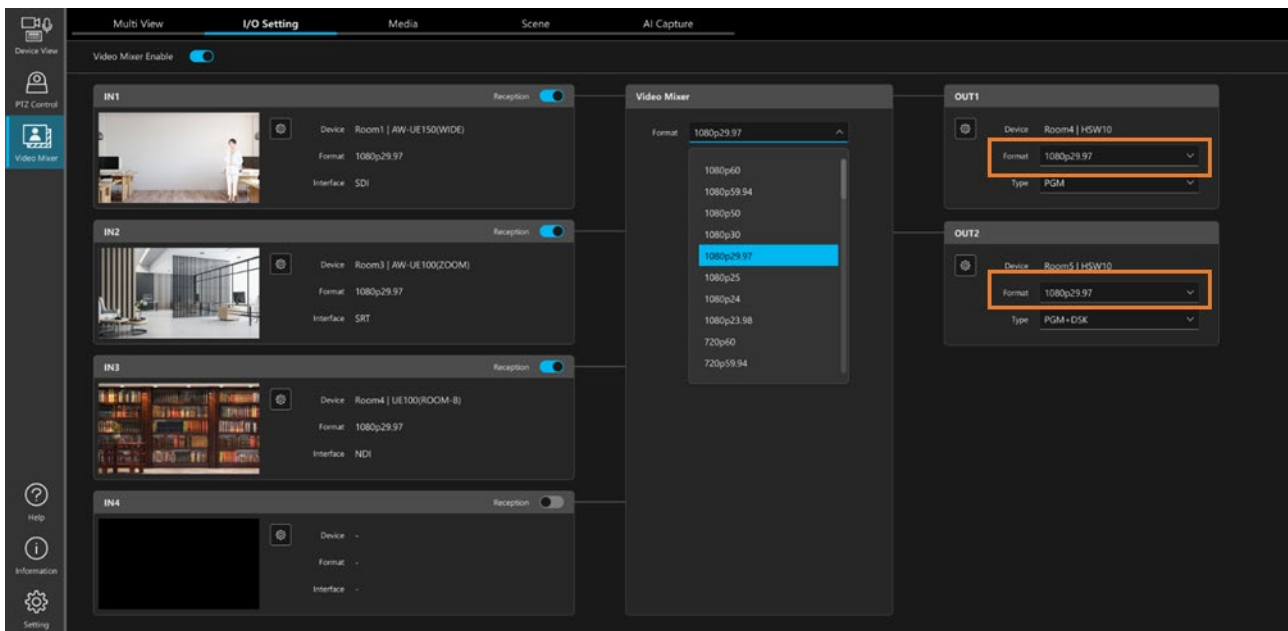 Multi View
I/O Setting
Media
Scene
AI Capture
Device View
PTZ Control
Video Mixer
Help
Information
Setting
Video Mixer Enable
IN1
Reception
Device Room1 | AW-UE150(WIDE)
Format 1080p29.97
Interface SDI
IN2
Reception
Device Room3 | AW-UE100(ZOOM)
Format 1080p29.97
Interface SRT
IN3
Reception
Device Room4 | UE100(ROOM-B)
Format 1080p29.97
Interface NDI
IN4
Reception
Device -
Format -
Interface -
Video Mixer
Format 1080p29.97
1080p60
1080p59.94
1080p50
1080p30
1080p29.97
1080p25
1080p24
1080p23.98
720p60
720p59.94
OUT1
Device Room4 | HSW10
Format 1080p29.97
Type PGM
OUT2
Device Room5 | HSW10
Format 1080p29.97
Type PGM+DSK